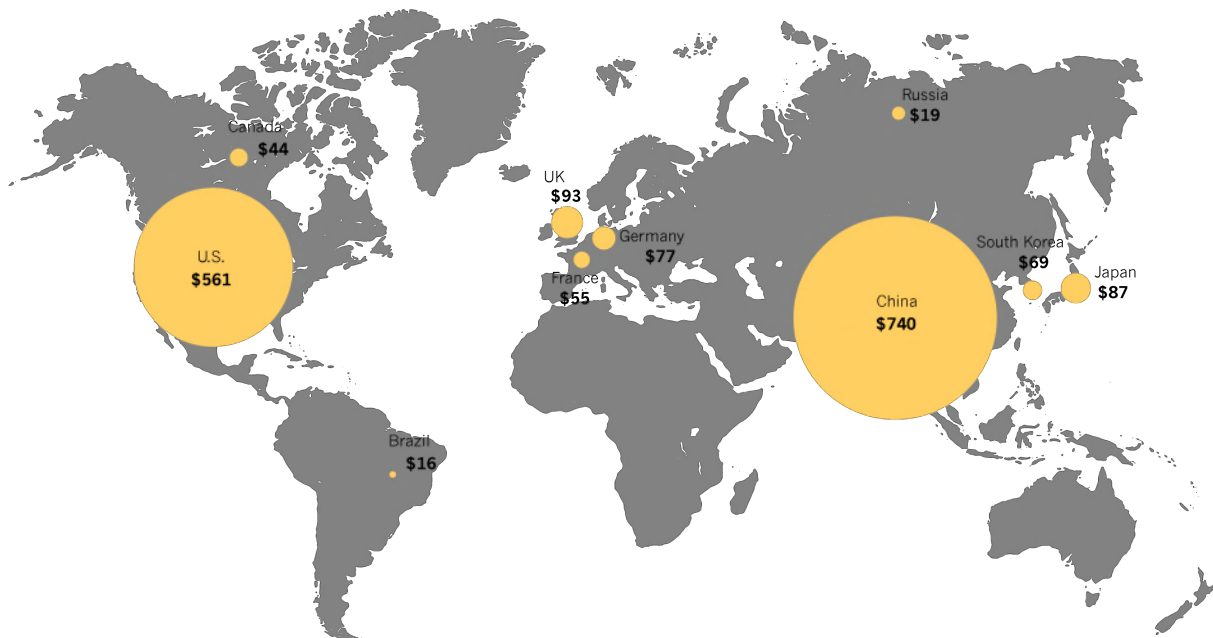 Russia
$19
Canada
$44
UK
$93
Germany
$77
South Korea
$69
U.S.
$561
France
$55
Japan
$87
China
$740
Brazil
$16